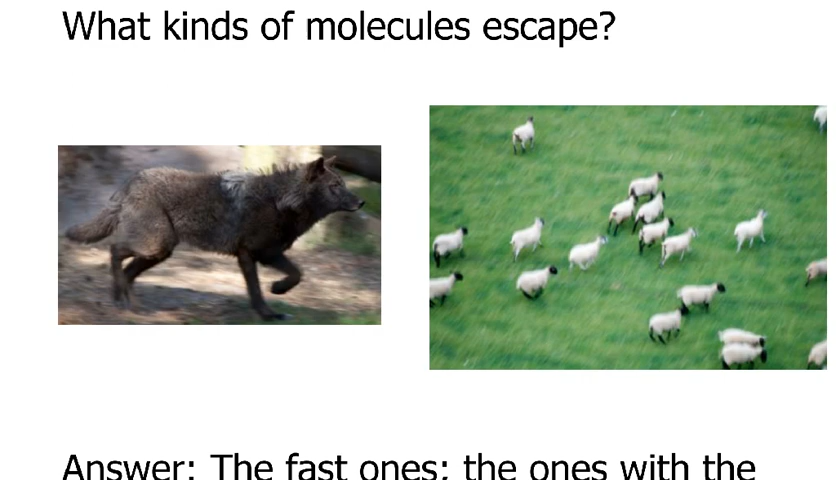 What kinds of molecules escape?
Answer: The fast ones; the ones with the